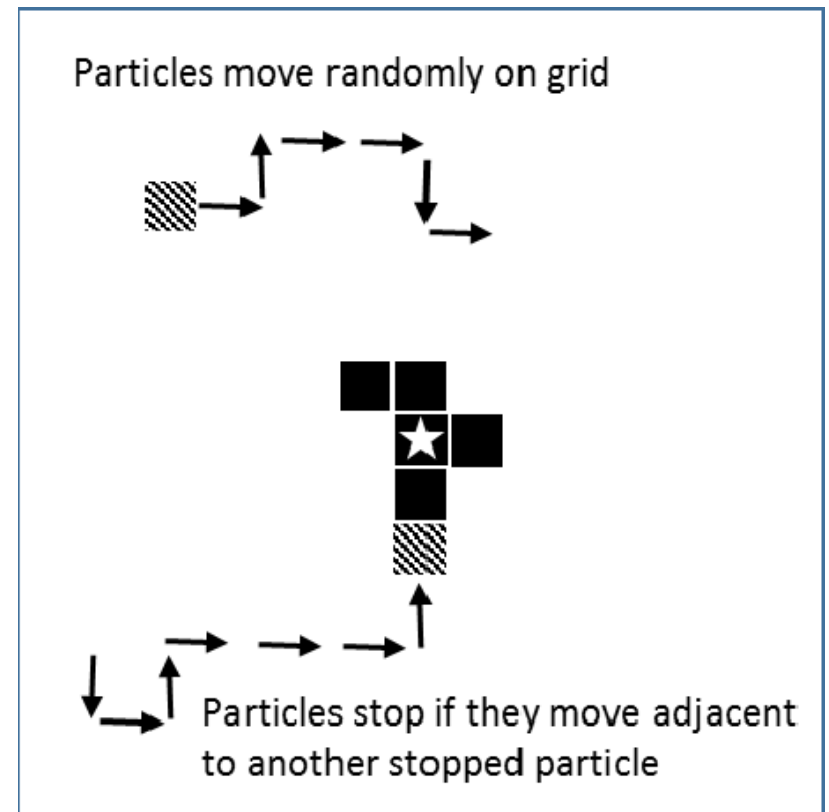 Particles move randomly on grid
Particles stop if they move adjacent
to another stopped particle